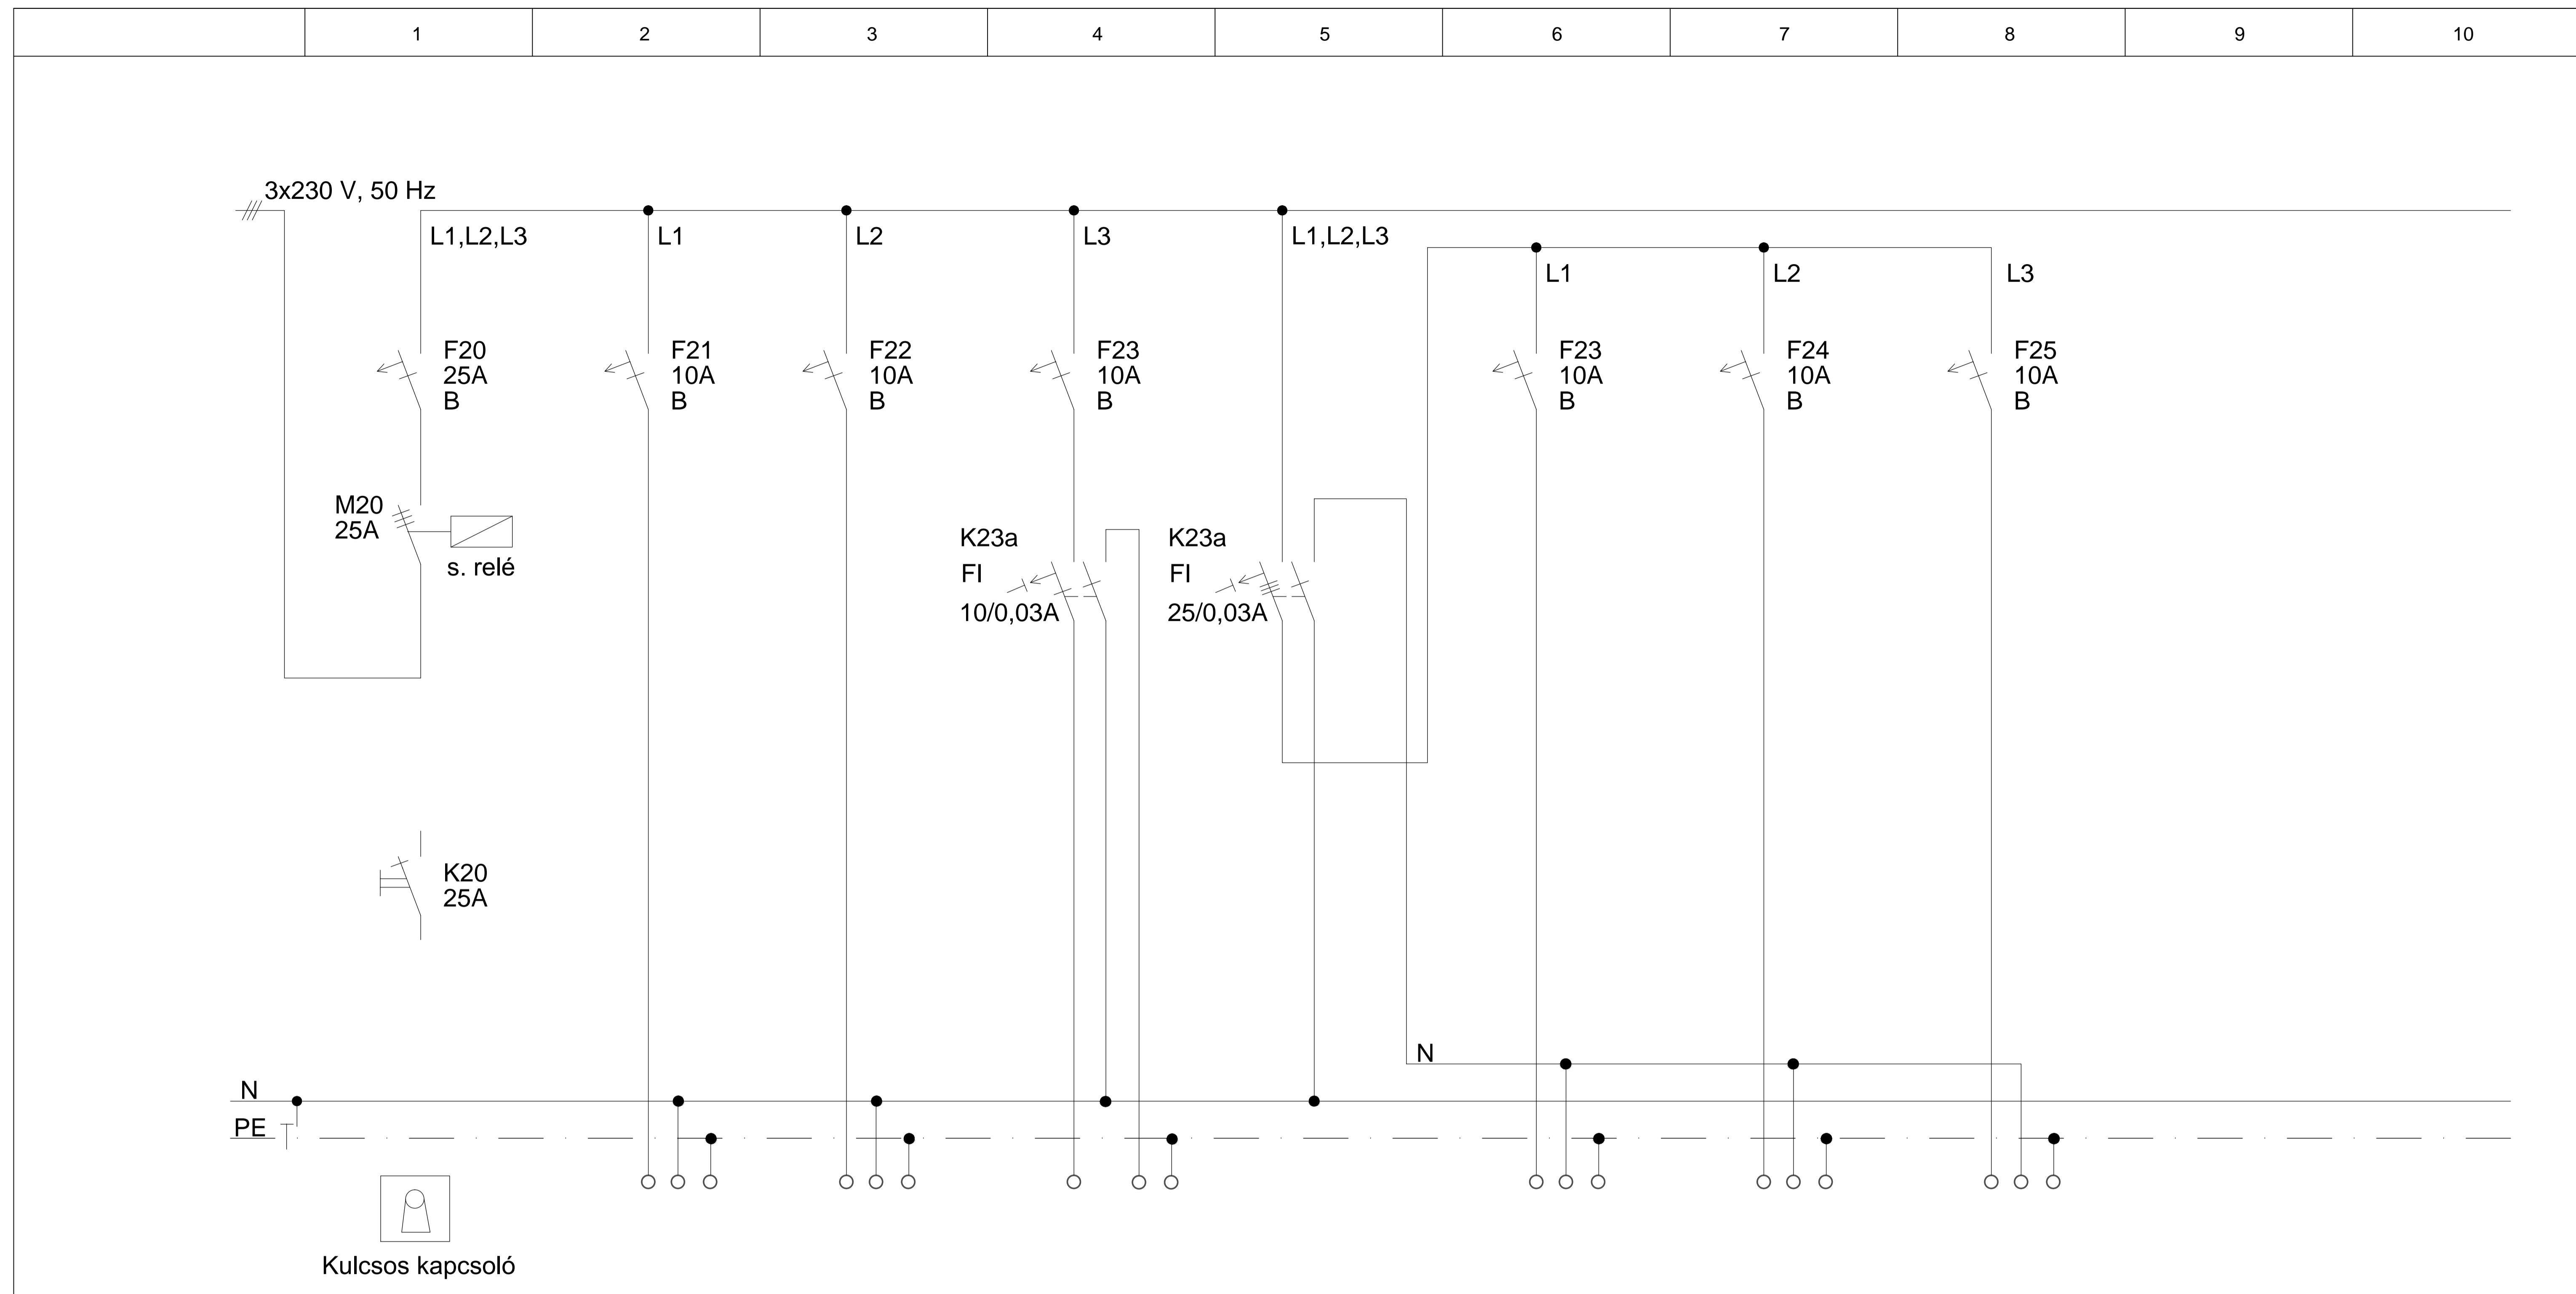 1 2 3 4 5 6 7 8 9 10
3x230 V, 50 Hz
L1,L2,L3 L1 L2 L3 L1,L2,L3
L1 L2 L3
F20 F21 F22 F23 F23 F24 F25
25A 10A 10A 10A 10A 10A 10A
B B B B B B B
M20
25A
K23a K23a
s. relé FI FI
10/0,03A 25/0,03A
K20
25A
N
N
PE
Kulcsos kapcsoló